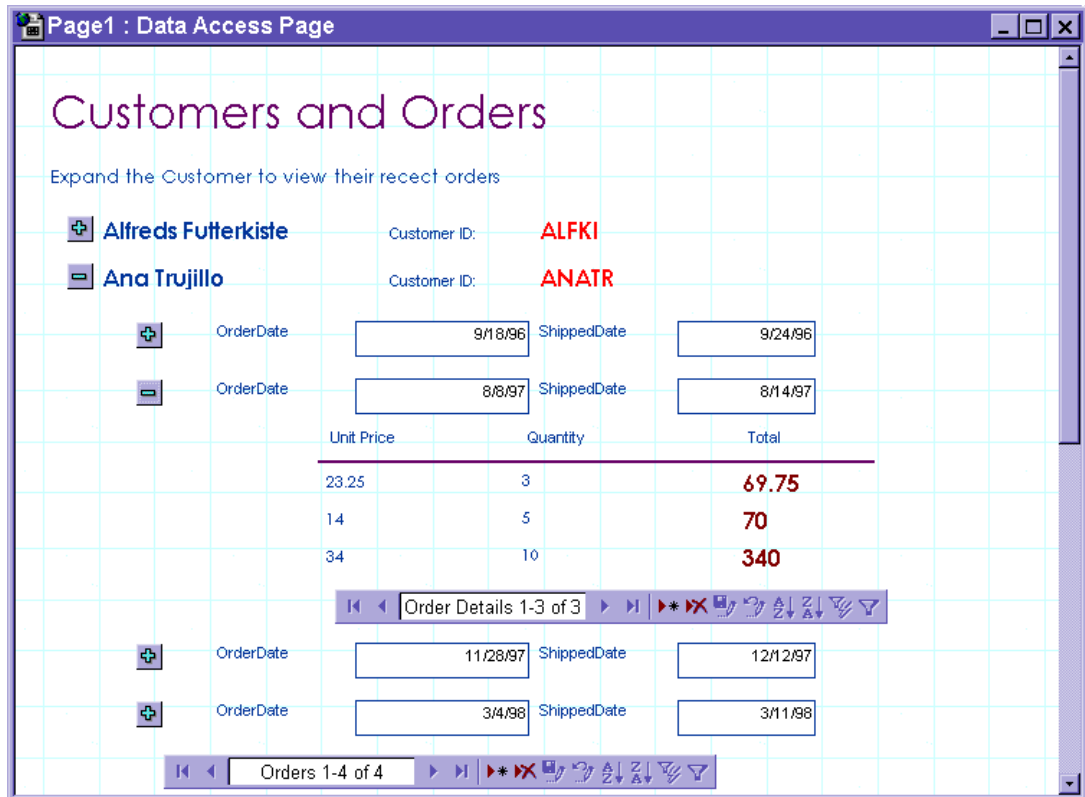 Page1 : Data Access Page
Customers and Orders
Expand the Customer to view their recect orders
Alfreds Futterkiste Customer ID: ALFKI
Ana Trujillo Customer ID: ANATR
OrderDate 9/18/96 ShippedDate 9/24/96
OrderDate 8/8/97 ShippedDate 8/14/97
Unit Price Quantity Total
23.25 3 69.75
14 5 70
34 10 340
Order Details 1-3 of 3
OrderDate 11/28/97 ShippedDate 12/12/97
OrderDate 3/4/98 ShippedDate 3/11/98
Orders 1-4 of 4